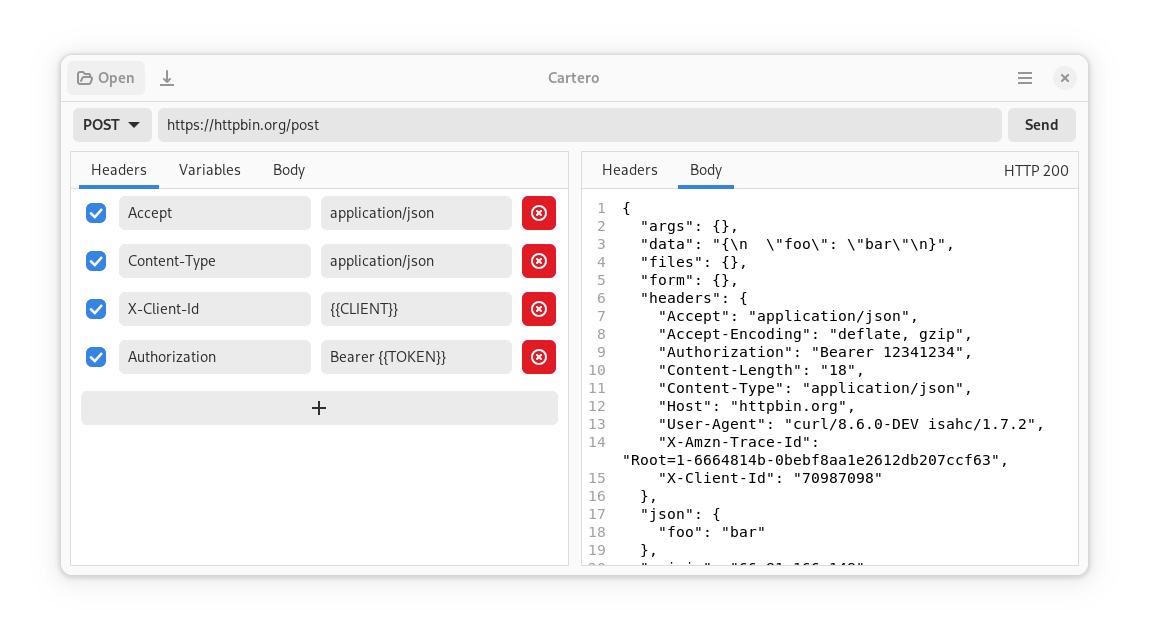 Open
Cartero
POST
https://httpbin.org/post
Send
Headers Variables Body
Accept application/json
Content-Type application/json
X-Client-Id {{CLIENT}}
Authorization Bearer {{TOKEN}}
+
Headers Body HTTP 200
1 {
2   "args": {},
3   "data": "{\n  \"foo\": \"bar\"\n}",
4   "files": {},
5   "form": {},
6   "headers": {
7     "Accept": "application/json",
8     "Accept-Encoding": "deflate, gzip",
9     "Authorization": "Bearer 12341234",
10     "Content-Length": "18",
11     "Content-Type": "application/json",
12     "Host": "httpbin.org",
13     "User-Agent": "curl/8.6.0-DEV isahc/1.7.2",
14     "X-Amzn-Trace-Id":
"Root=1-6664814b-0bebf8aa1e2612db207ccf63",
15     "X-Client-Id": "70987098"
16   },
17   "json": {
18     "foo": "bar"
19   },